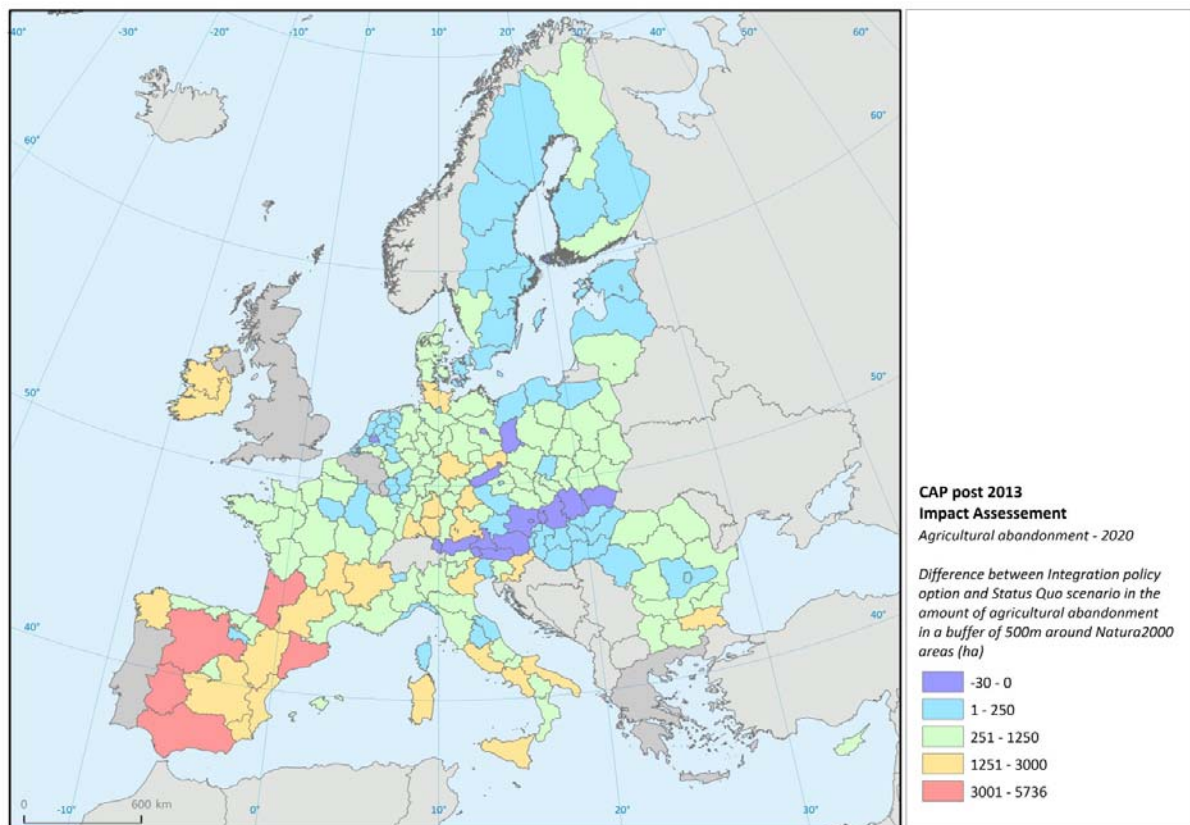 -40°
-30°
-20°
-10°
0°
10°
20°
30°
40°
50°
60°
60°
60°
50°
50°
40°
40°
0
600 km
-10°
0°
10°
20°
30°
CAP post 2013
Impact Assessement
Agricultural abandonment - 2020
Difference between Integration policy
option and Status Quo scenario in the
amount of agricultural abandonment
in a buffer of 500m around Natura2000
areas (ha)
-30 - 0
1 - 250
251 - 1250
1251 - 3000
3001 - 5736